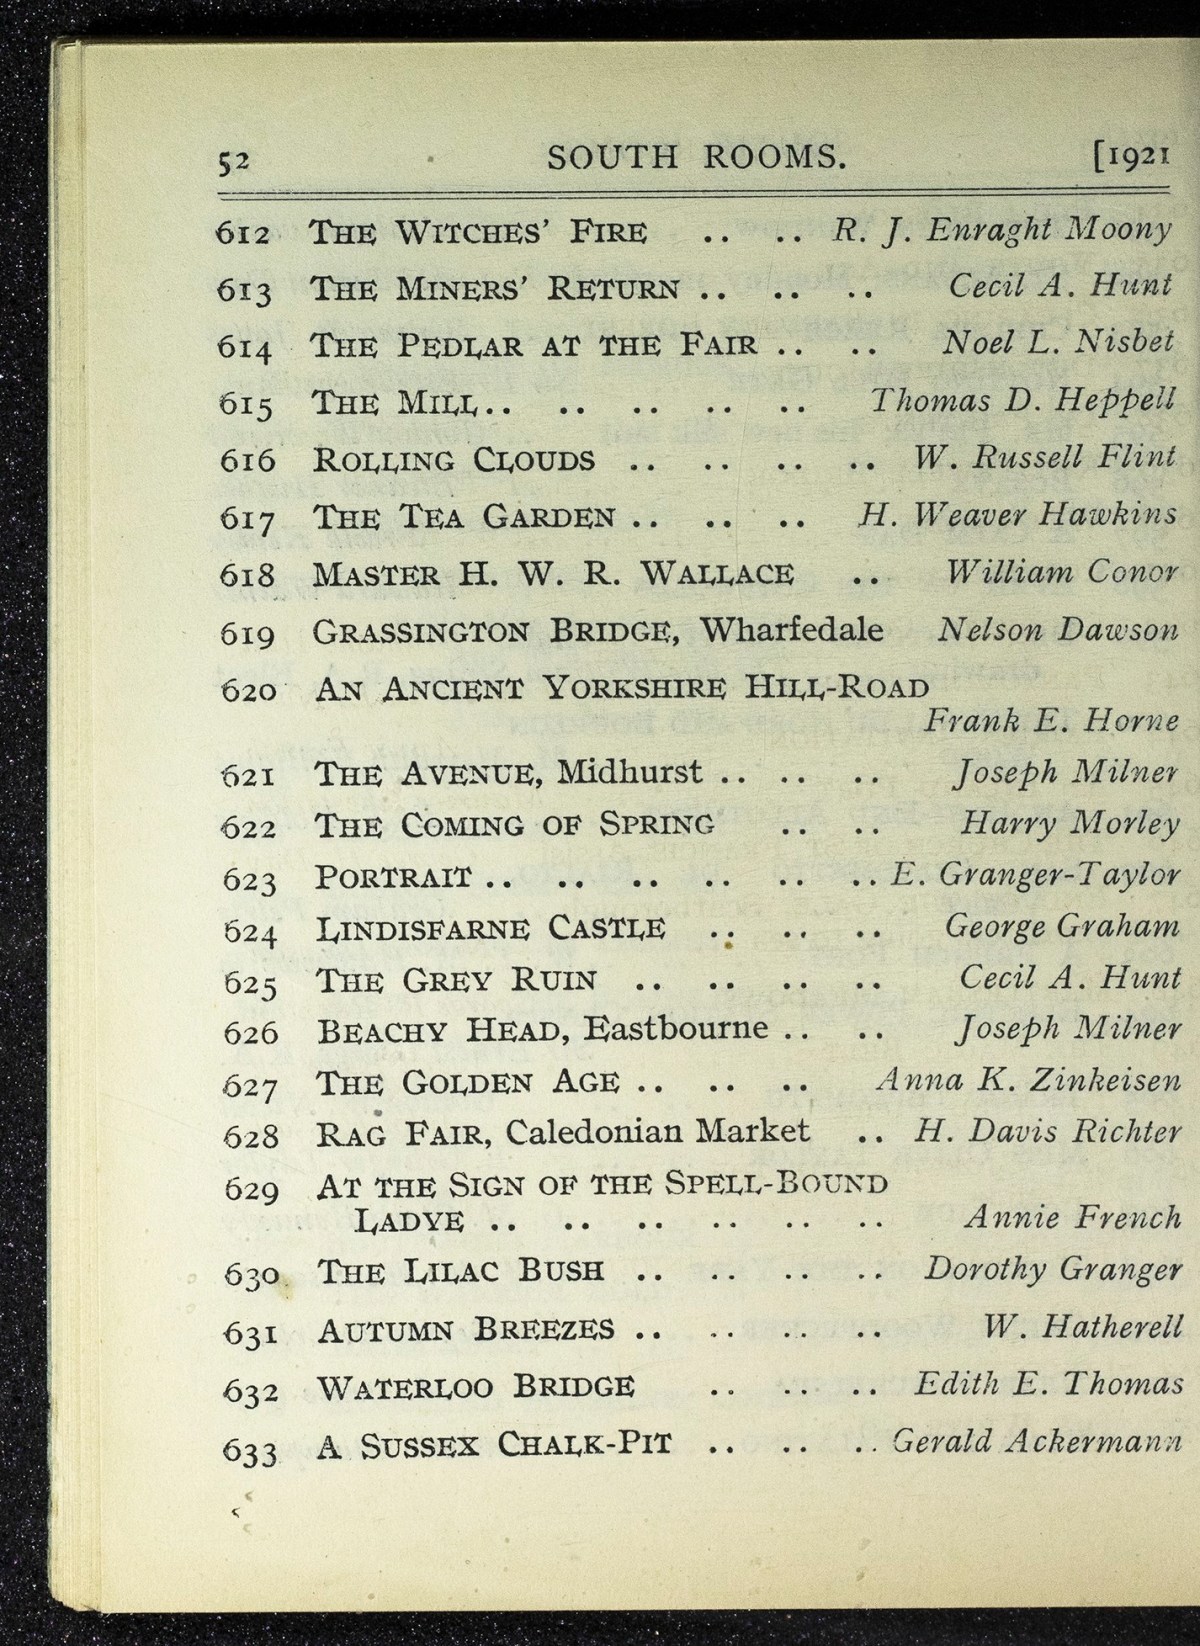 52 SOUTH ROOMS. [1921
612 THE WITCHES' FIRE .. .. R. J. Enraght Moony
613 THE MINERS' RETURN .. .. .. Cecil A. Hunt
614 THE PEDLAR AT THE FAIR .. .. Noel L. Nisbet
615 THE MILL .. .. .. .. .. Thomas D. Heppell
616 ROLLING CLOUDS .. .. .. .. W. Russell Flint
617 THE TEA GARDEN .. .. .. H. Weaver Hawkins
618 MASTER H. W. R. WALLACE .. William Conor
619 GRASSINGTON BRIDGE, Wharfedale Nelson Dawson
620 AN ANCIENT YORKSHIRE HILL-ROAD
Frank E. Horne
621 THE AVENUE, Midhurst .. .. .. Joseph Milner
622 THE COMING OF SPRING .. .. Harry Morley
623 PORTRAIT .. .. .. .. .. .. E. Granger-Taylor
624 LINDISFARNE CASTLE .. .. .. George Graham
625 THE GREY RUIN .. .. .. .. Cecil A. Hunt
626 BEACHY HEAD, Eastbourne .. .. Joseph Milner
627 THE GOLDEN AGE .. .. .. Anna K. Zinkeisen
628 RAG FAIR, Caledonian Market .. H. Davis Richter
629 AT THE SIGN OF THE SPELL-BOUND
LADYE .. .. .. .. .. .. Annie French
630 THE LILAC BUSH .. .. .. .. Dorothy Granger
631 AUTUMN BREEZES .. .. .. .. W. Hatherell
632 WATERLOO BRIDGE .. .. .. Edith E. Thomas
633 A SUSSEX CHALK-PIT .. .. .. Gerald Ackermann